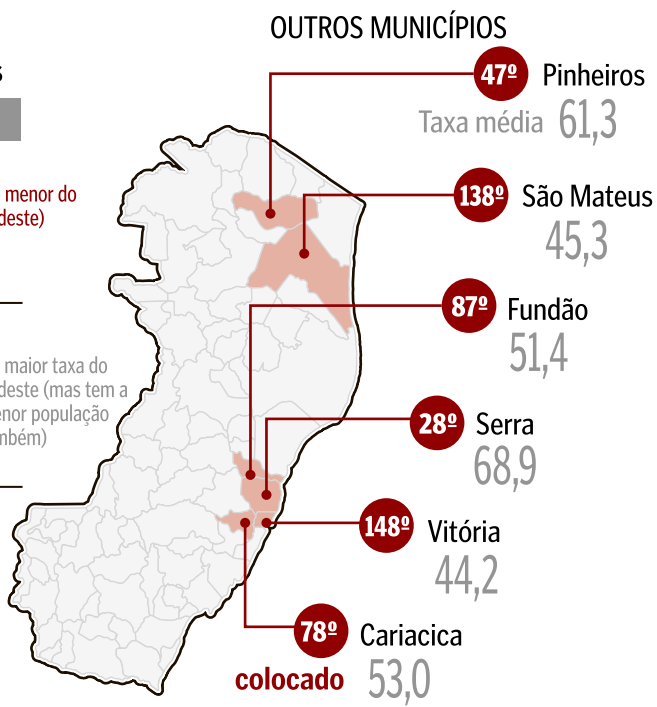 OUTROS MUNICÍPIOS
47º Pinheiros
Taxa média 61,3
138º São Mateus
45,3
87º Fundão
51,4
28º Serra
68,9
148º Vitória
44,2
78º Cariacica
colocado 53,0
menor do
deste)
maior taxa do
deste (mas tem a
enor população
mbém)